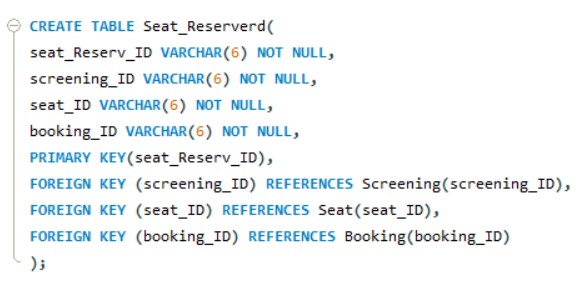 CREATE TABLE Seat_Reserverd(
seat_Reserv_ID VARCHAR(6) NOT NULL,
screening_ID VARCHAR(6) NOT NULL,
seat_ID VARCHAR(6) NOT NULL,
booking_ID VARCHAR(6) NOT NULL,
PRIMARY KEY(seat_Reserv_ID),
FOREIGN KEY (screening_ID) REFERENCES Screening(screening_ID),
FOREIGN KEY (seat_ID) REFERENCES Seat(seat_ID),
FOREIGN KEY (booking_ID) REFERENCES Booking(booking_ID)
);